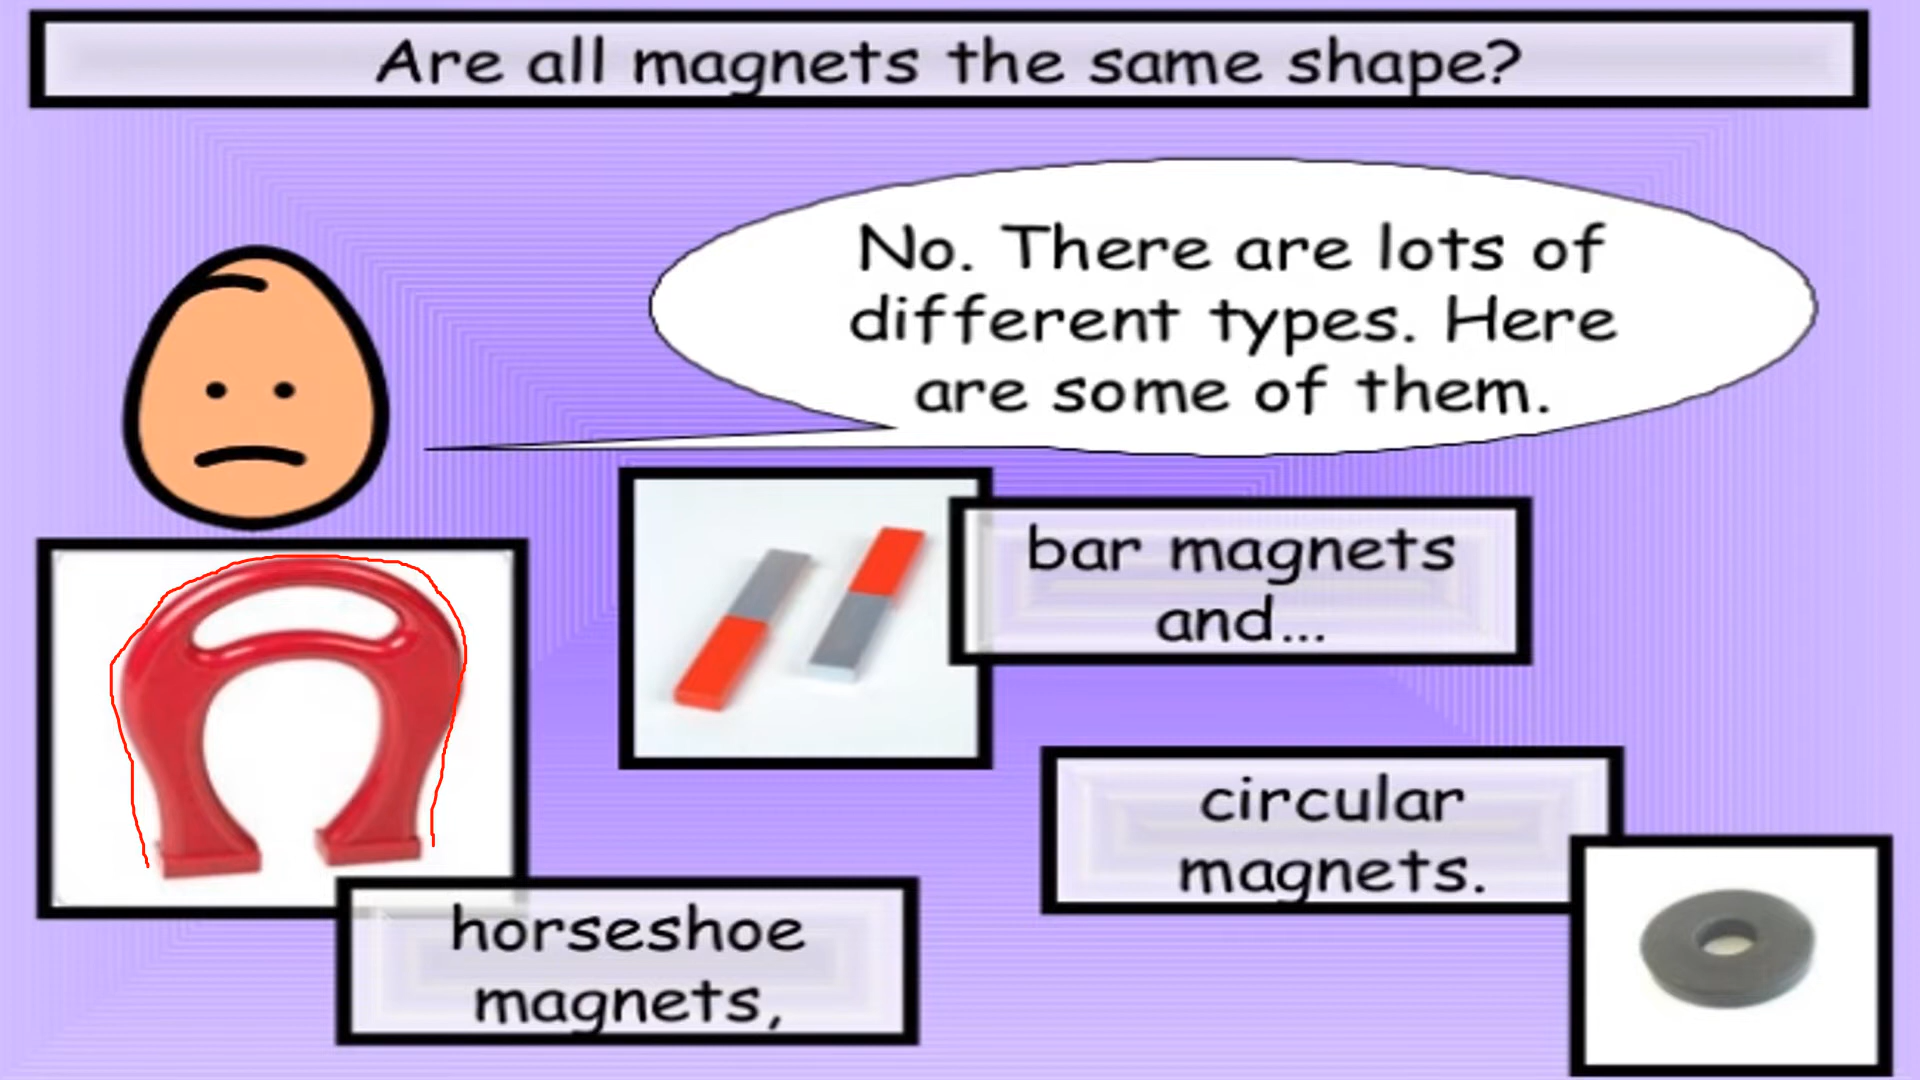 Are all magnets the same shape?
No. There are lots of
different types. Here
are some of them.
horseshoe
magnets,
bar magnets
and...
circular
magnets.